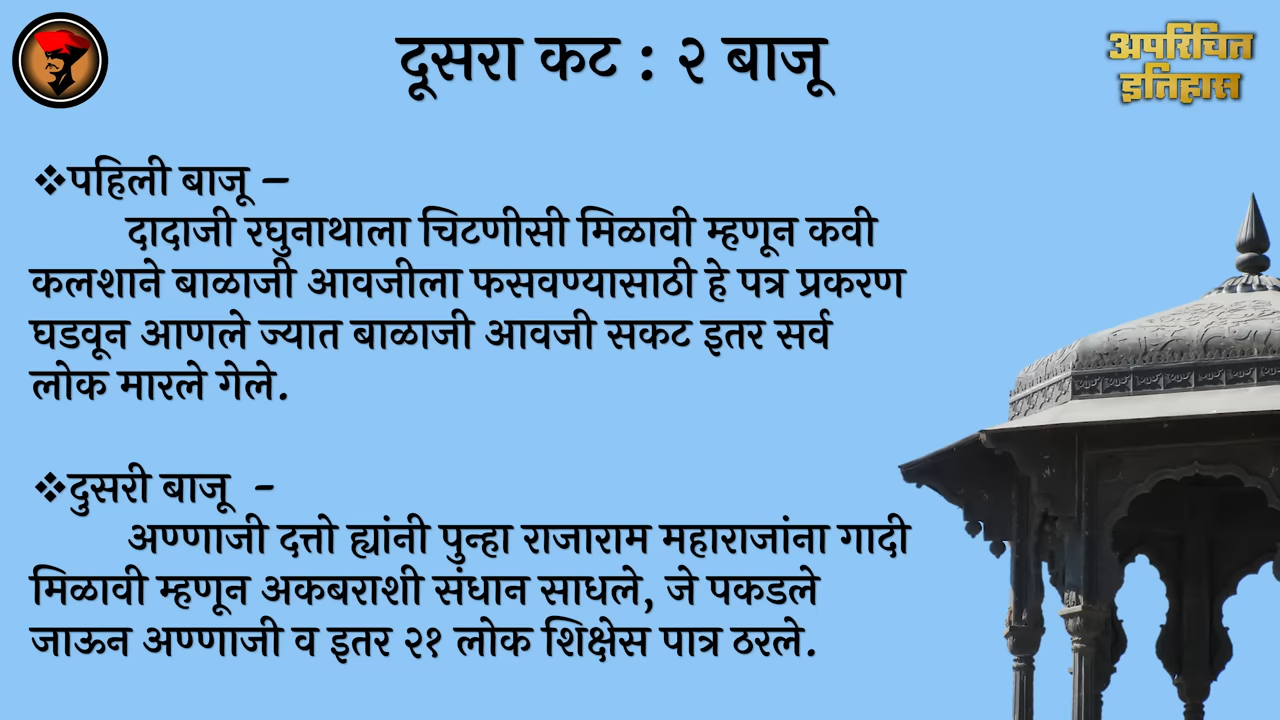 दूसरा कट : २ बाजू
अपरिचित
इतिहास
❖पहिली बाजू –
दादाजी रघुनाथाला चिटणीसी मिळावी म्हणून कवी
कलशाने बाळाजी आवजीला फसवण्यासाठी हे पत्र प्रकरण
घडवून आणले ज्यात बाळाजी आवजी सकट इतर सर्व
लोक मारले गेले.
❖दुसरी बाजू -
अण्णाजी दत्तो ह्यांनी पुन्हा राजाराम महाराजांना गादी
मिळावी म्हणून अकबराशी संधान साधले, जे पकडले
जाऊन अण्णाजी व इतर २१ लोक शिक्षेस पात्र ठरले.